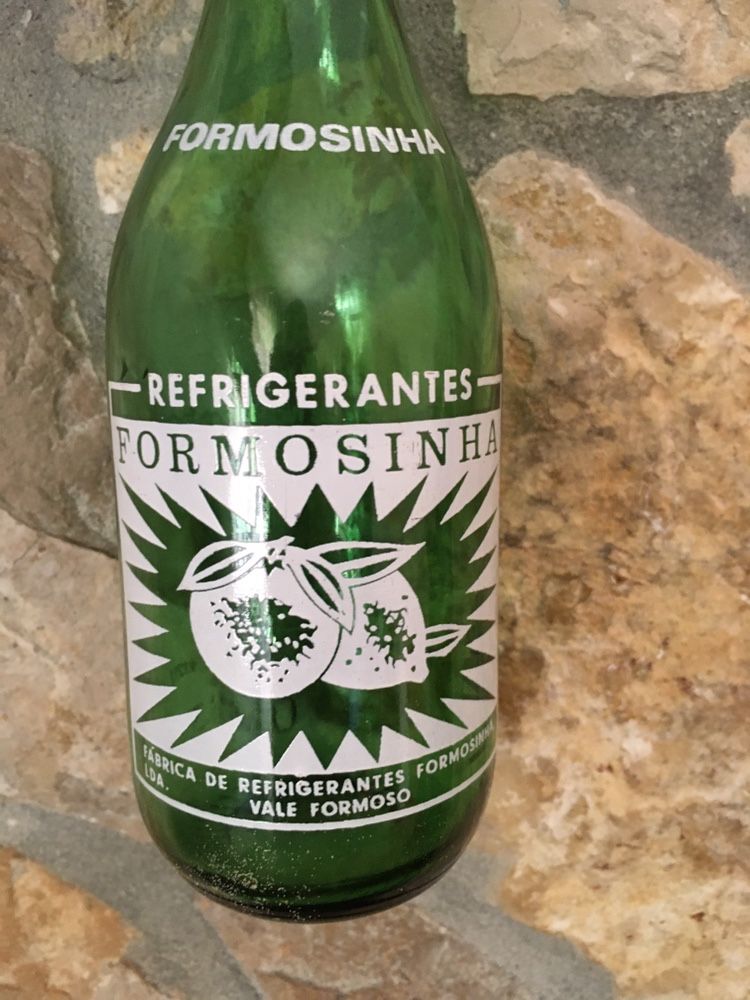 FORMOSINHA
REFRIGERANTES
FORMOSINHA
FÁBRICA DE REFRIGERANTES FORMOSINHA,
LDA.
VALE FORMOSO